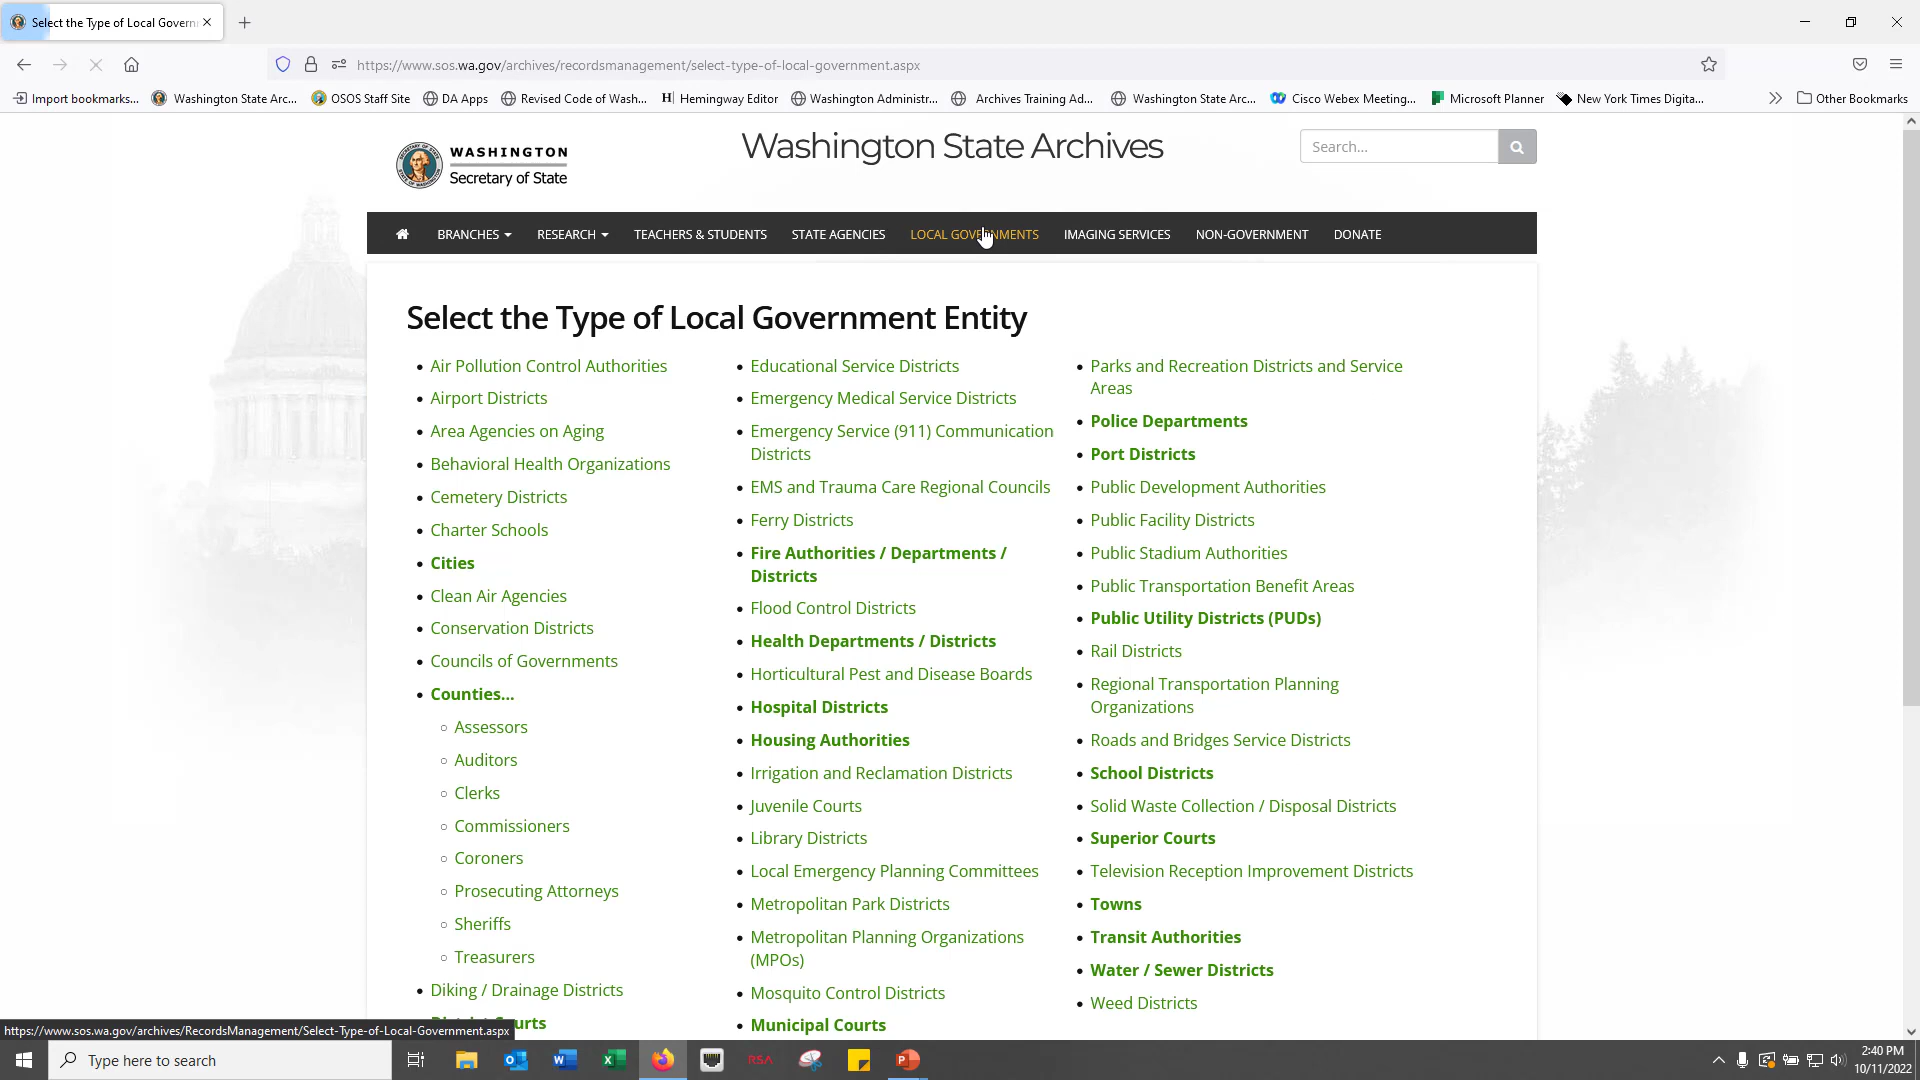 Select the Type of Local Govern
https://www.sos.wa.gov/archives/recordsmanagement/select-type-of-local-government.aspx
Import bookmarks...
Washington State Arc...
OSOS Staff Site
DA Apps
Revised Code of Wash...
Hemingway Editor
Washington Administr...
Archives Training Ad...
Washington State Arc...
Cisco Webex Meeting...
Microsoft Planner
New York Times Digita...
Other Bookmarks
WASHINGTON
Secretary of State
Washington State Archives
Search...
BRANCHES
RESEARCH
TEACHERS & STUDENTS
STATE AGENCIES
LOCAL GOVERNMENTS
IMAGING SERVICES
NON-GOVERNMENT
DONATE
Select the Type of Local Government Entity
Air Pollution Control Authorities
Airport Districts
Area Agencies on Aging
Behavioral Health Organizations
Cemetery Districts
Charter Schools
Cities
Clean Air Agencies
Conservation Districts
Councils of Governments
Counties...
Assessors
Auditors
Clerks
Commissioners
Coroners
Prosecuting Attorneys
Sheriffs
Treasurers
Diking / Drainage Districts
District Courts
Educational Service Districts
Emergency Medical Service Districts
Emergency Service (911) Communication
Districts
EMS and Trauma Care Regional Councils
Ferry Districts
Fire Authorities / Departments /
Districts
Flood Control Districts
Health Departments / Districts
Horticultural Pest and Disease Boards
Hospital Districts
Housing Authorities
Irrigation and Reclamation Districts
Juvenile Courts
Library Districts
Local Emergency Planning Committees
Metropolitan Park Districts
Metropolitan Planning Organizations
(MPOs)
Mosquito Control Districts
Municipal Courts
Parks and Recreation Districts and Service
Areas
Police Departments
Port Districts
Public Development Authorities
Public Facility Districts
Public Stadium Authorities
Public Transportation Benefit Areas
Public Utility Districts (PUDs)
Rail Districts
Regional Transportation Planning
Organizations
Roads and Bridges Service Districts
School Districts
Solid Waste Collection / Disposal Districts
Superior Courts
Television Reception Improvement Districts
Towns
Transit Authorities
Water / Sewer Districts
Weed Districts
https://www.sos.wa.gov/archives/RecordsManagement/Select-Type-of-Local-Government.aspx
Type here to search
RSA
2:40 PM
10/11/2022